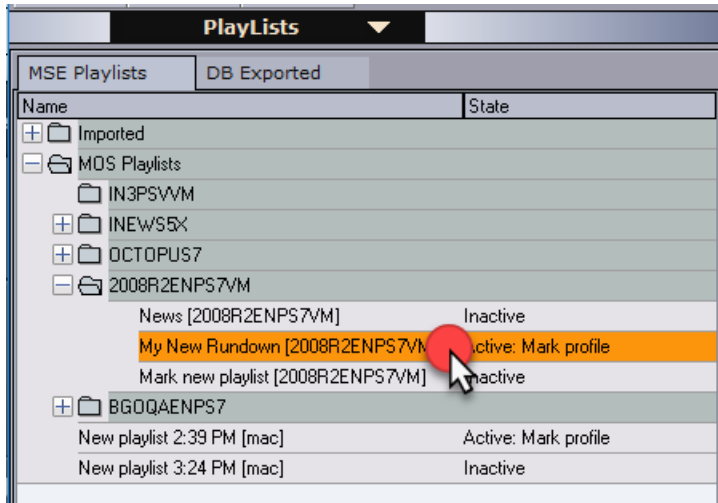 PlayLists
MSE Playlists DB Exported
Name State
Imported
MOS Playlists
IN3PSVVM
INEWS5X
OCTOPUS7
2008R2ENPS7VM
News [2008R2ENPS7VM] Inactive
My New Rundown [2008R2ENPS7VM Active: Mark profile
Mark new playlist [2008R2ENPS7VM] Inactive
BGOQAENPS7
New playlist 2:39 PM [mac] Active: Mark profile
New playlist 3:24 PM [mac] Inactive